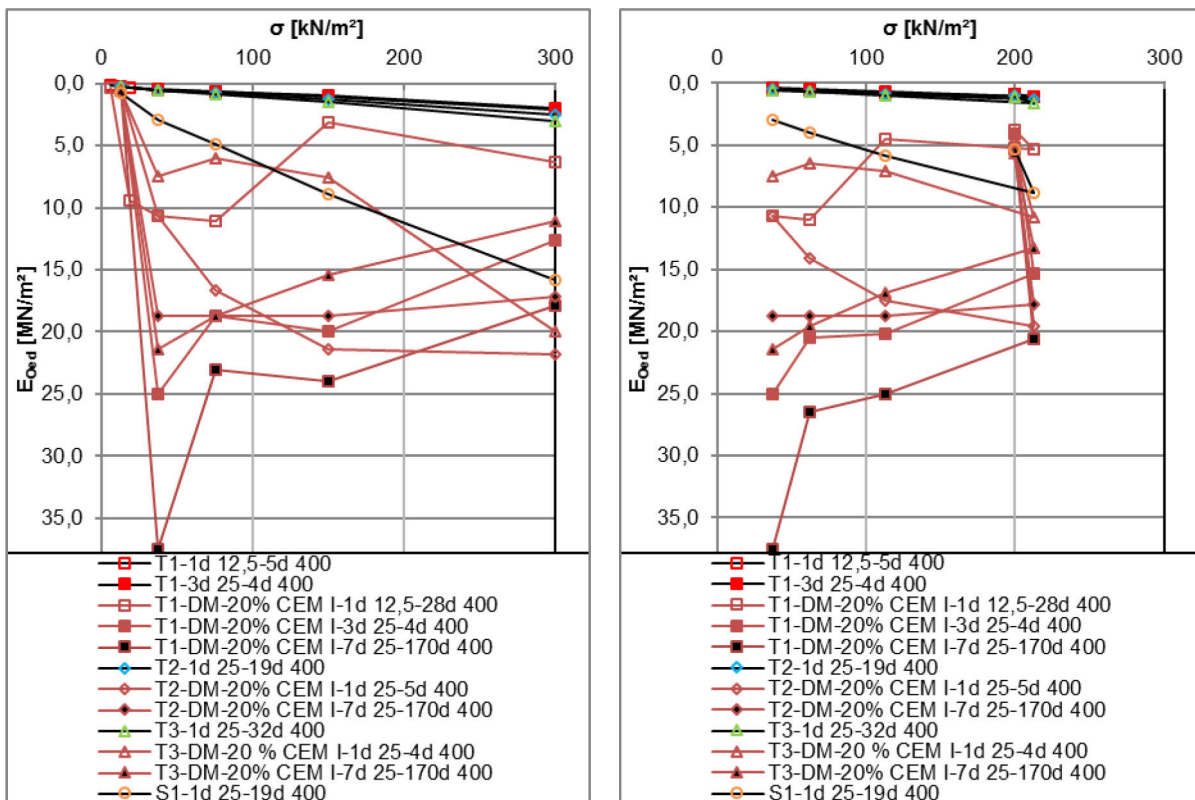 σ [kN/m²]
0 100 200 300
0,0
5,0
10,0
15,0
20,0
25,0
30,0
35,0
E_Oed [MN/m²]
T1-1d 12,5-5d 400
T1-3d 25-4d 400
T1-DM-20% CEM I-1d 12,5-28d 400
T1-DM-20% CEM I-3d 25-4d 400
T1-DM-20% CEM I-7d 25-170d 400
T2-1d 25-19d 400
T2-DM-20% CEM I-1d 25-5d 400
T2-DM-20% CEM I-7d 25-170d 400
T3-1d 25-32d 400
T3-DM-20 % CEM I-1d 25-4d 400
T3-DM-20% CEM I-7d 25-170d 400
S1-1d 25-19d 400
σ [kN/m²]
0 100 200 300
0,0
5,0
10,0
15,0
20,0
25,0
30,0
35,0
E_Oed [MN/m²]
T1-1d 12,5-5d 400
T1-3d 25-4d 400
T1-DM-20% CEM I-1d 12,5-28d 400
T1-DM-20% CEM I-3d 25-4d 400
T1-DM-20% CEM I-7d 25-170d 400
T2-1d 25-19d 400
T2-DM-20% CEM I-1d 25-5d 400
T2-DM-20% CEM I-7d 25-170d 400
T3-1d 25-32d 400
T3-DM-20 % CEM I-1d 25-4d 400
T3-DM-20% CEM I-7d 25-170d 400
S1-1d 25-19d 400